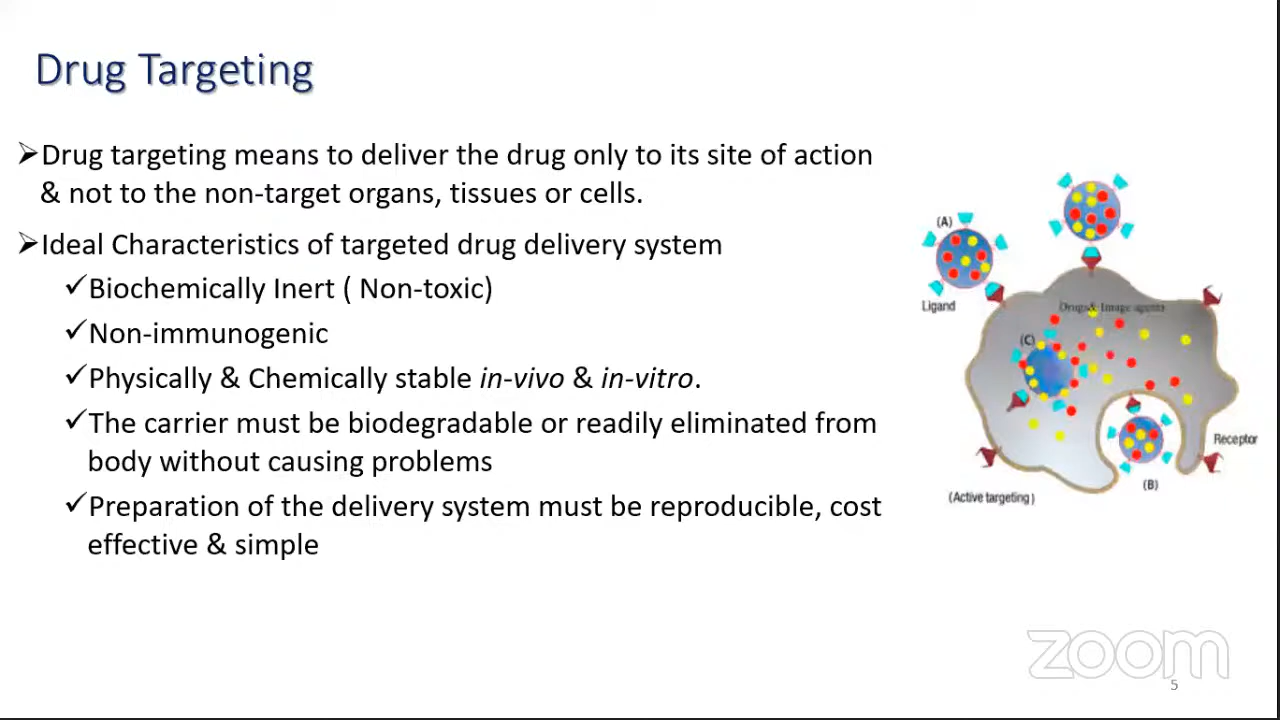 Drug Targeting
➢Drug targeting means to deliver the drug only to its site of action
& not to the non-target organs, tissues or cells.
➢Ideal Characteristics of targeted drug delivery system
✓Biochemically Inert ( Non-toxic)
✓Non-immunogenic
✓Physically & Chemically stable in-vivo & in-vitro.
✓The carrier must be biodegradable or readily eliminated from
body without causing problems
✓Preparation of the delivery system must be reproducible, cost
effective & simple
(A)
Ligand
Drugs& Image agents
(C)
Receptor
(B)
(Active targeting)
zoom
5